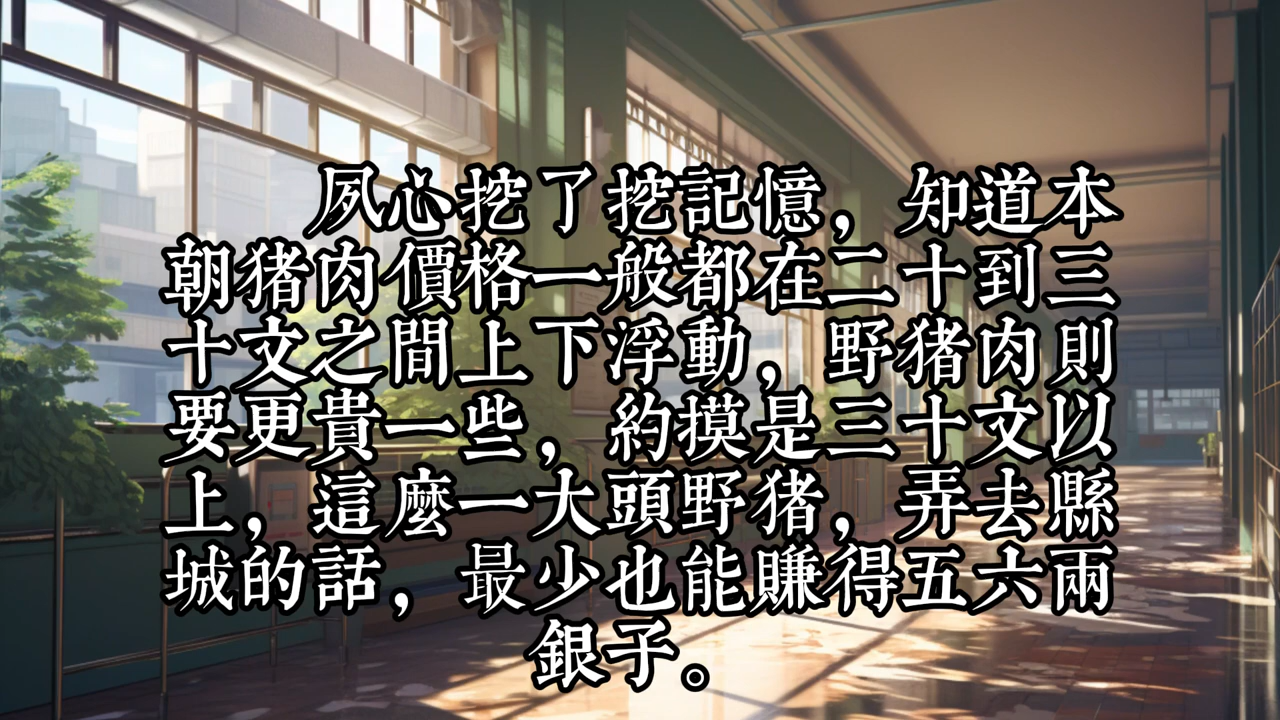 夙心挖了挖記憶，知道本
朝猪肉價格一般都在二十到三
十文之間上下浮動，野猪肉則
要更貴一些，約摸是三十文以
上，這麼一大頭野猪，弄去縣
城的話，最少也能賺得五六兩
銀子。